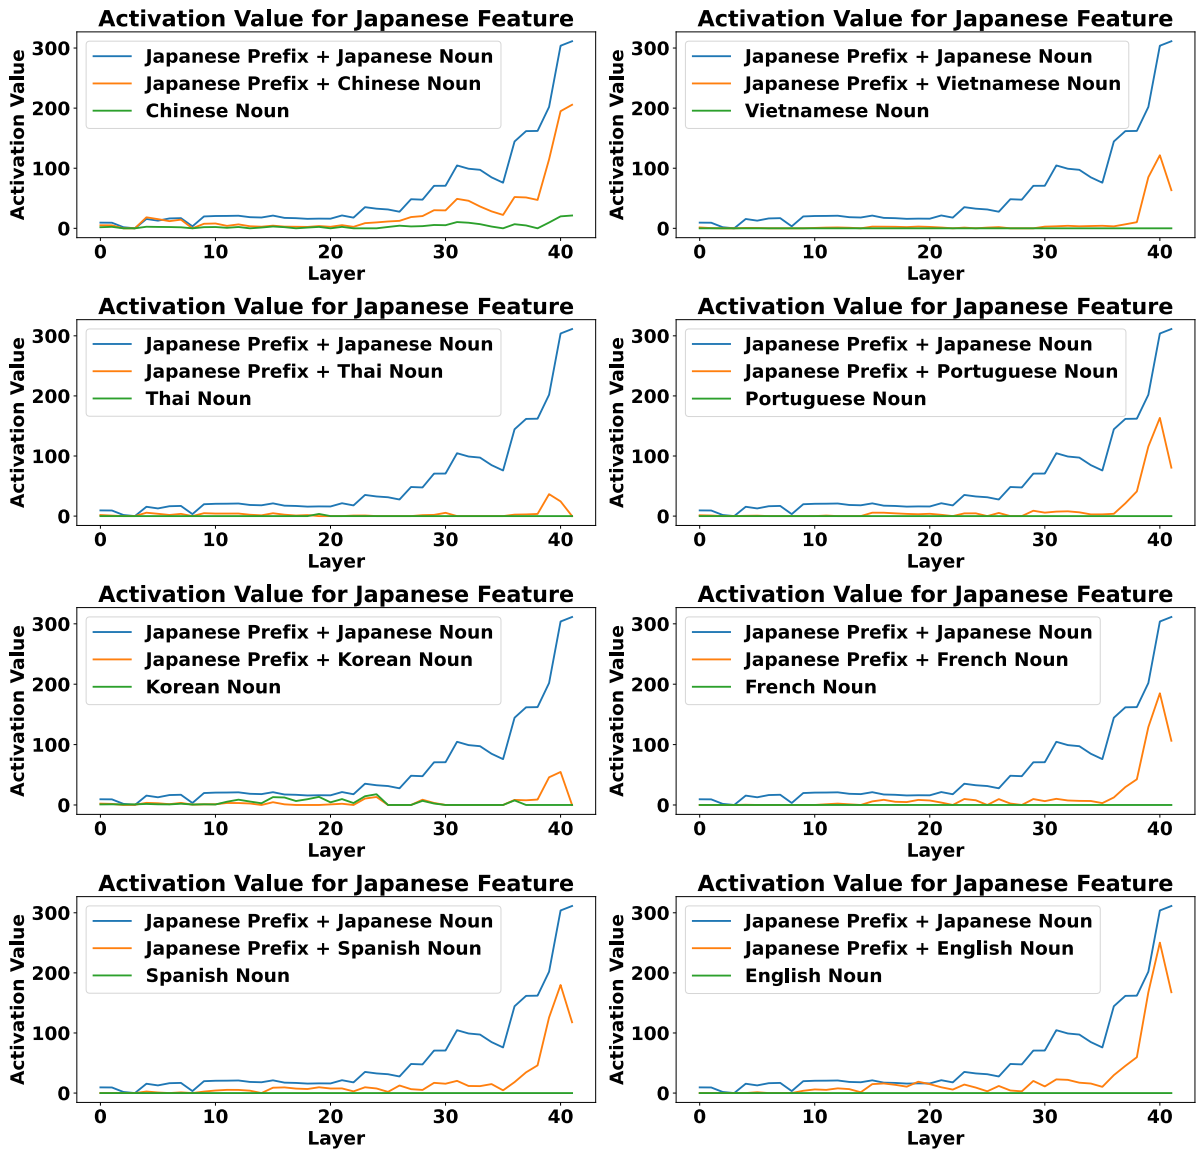 Activation Value for Japanese Feature
Activation Value
300
200
100
0
Japanese Prefix + Japanese Noun
Japanese Prefix + Chinese Noun
Chinese Noun
0 10 20 30 40
Layer
Activation Value for Japanese Feature
Activation Value
300
200
100
0
Japanese Prefix + Japanese Noun
Japanese Prefix + Vietnamese Noun
Vietnamese Noun
0 10 20 30 40
Layer
Activation Value for Japanese Feature
Activation Value
300
200
100
0
Japanese Prefix + Japanese Noun
Japanese Prefix + Thai Noun
Thai Noun
0 10 20 30 40
Layer
Activation Value for Japanese Feature
Activation Value
300
200
100
0
Japanese Prefix + Japanese Noun
Japanese Prefix + Portuguese Noun
Portuguese Noun
0 10 20 30 40
Layer
Activation Value for Japanese Feature
Activation Value
300
200
100
0
Japanese Prefix + Japanese Noun
Japanese Prefix + Korean Noun
Korean Noun
0 10 20 30 40
Layer
Activation Value for Japanese Feature
Activation Value
300
200
100
0
Japanese Prefix + Japanese Noun
Japanese Prefix + French Noun
French Noun
0 10 20 30 40
Layer
Activation Value for Japanese Feature
Activation Value
300
200
100
0
Japanese Prefix + Japanese Noun
Japanese Prefix + Spanish Noun
Spanish Noun
0 10 20 30 40
Layer
Activation Value for Japanese Feature
Activation Value
300
200
100
0
Japanese Prefix + Japanese Noun
Japanese Prefix + English Noun
English Noun
0 10 20 30 40
Layer